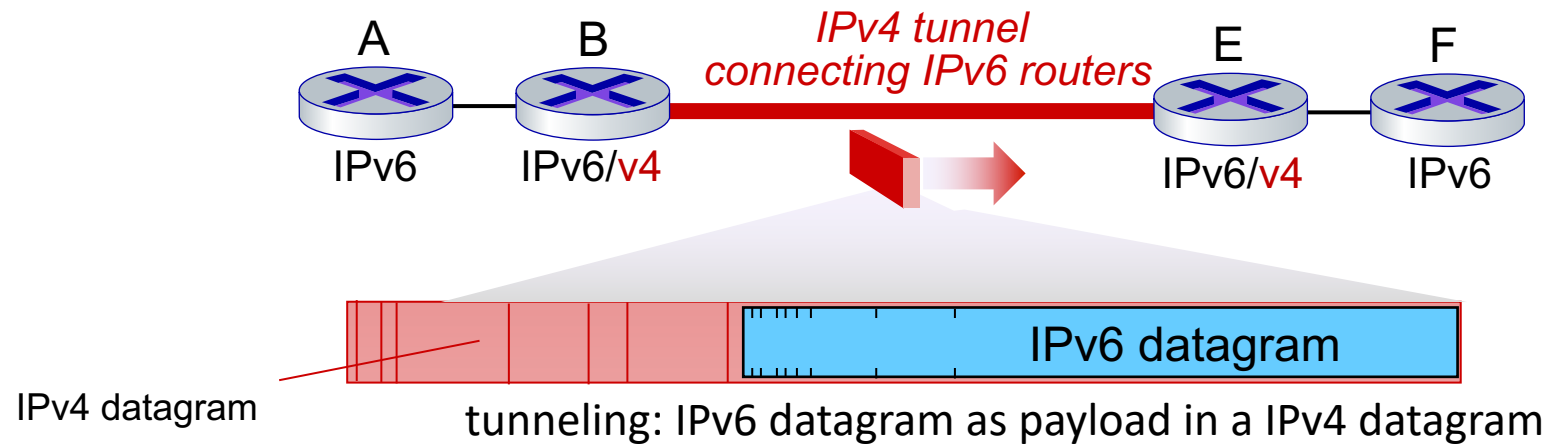 A
B
IPv4 tunnel
connecting IPv6 routers
E
F
IPv6
IPv6/v4
IPv6/v4
IPv6
IPv6 datagram
IPv4 datagram
tunneling: IPv6 datagram as payload in a IPv4 datagram